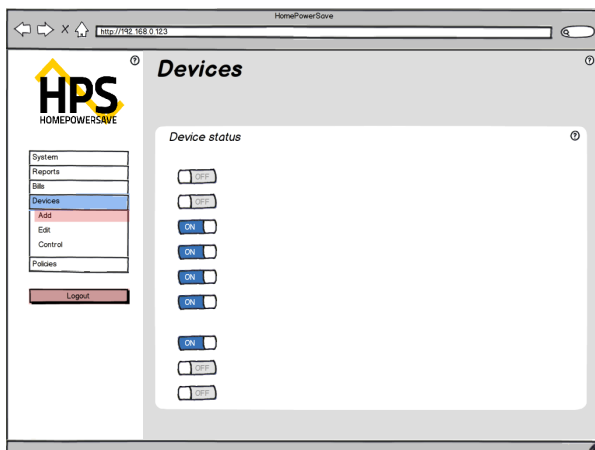 HomePowerSave
http://192.168.0.123
HPS
HOMEPOWERSAVE
?
Devices
?
Device status
?
System
Reports
Bills
Devices
Add
Edit
Control
Policies
Logout
OFF
OFF
ON
ON
ON
ON
ON
OFF
OFF